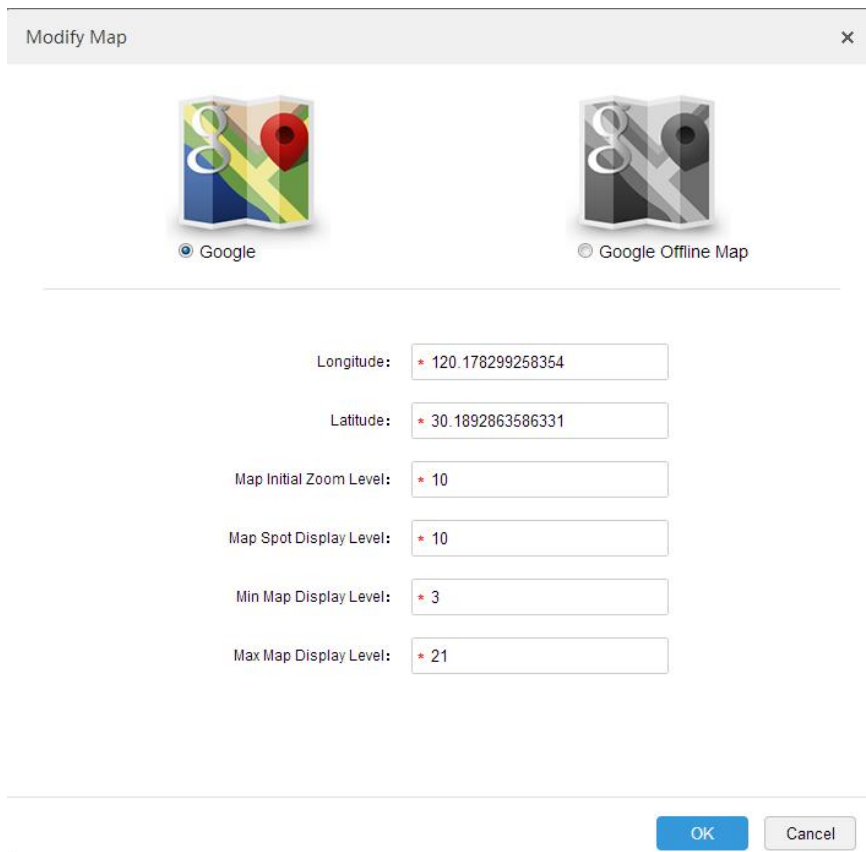 Modify Map ×
g g
Google Google Offline Map
Longitude: * 120.178299258354
Latitude: * 30.1892863586331
Map Initial Zoom Level: * 10
Map Spot Display Level: * 10
Min Map Display Level: * 3
Max Map Display Level: * 21
OK Cancel